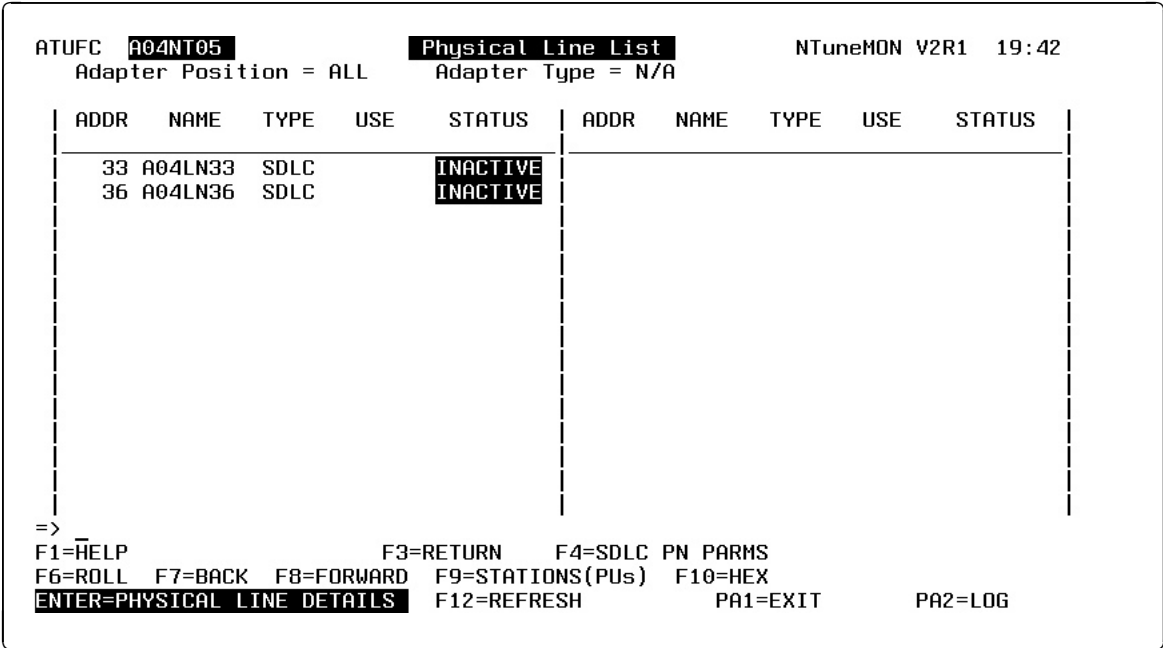 ATUFC A04NT05 Physical Line List NTuneMON V2R1 19:42
Adapter Position = ALL Adapter Type = N/A
ADDR NAME TYPE USE STATUS ADDR NAME TYPE USE STATUS
33 A04LN33 SDLC INACTIVE
36 A04LN36 SDLC INACTIVE
=> _
F1=HELP F3=RETURN F4=SDLC PN PARMS
F6=ROLL F7=BACK F8=FORWARD F9=STATIONS(PUs) F10=HEX
ENTER=PHYSICAL LINE DETAILS F12=REFRESH PA1=EXIT PA2=LOG